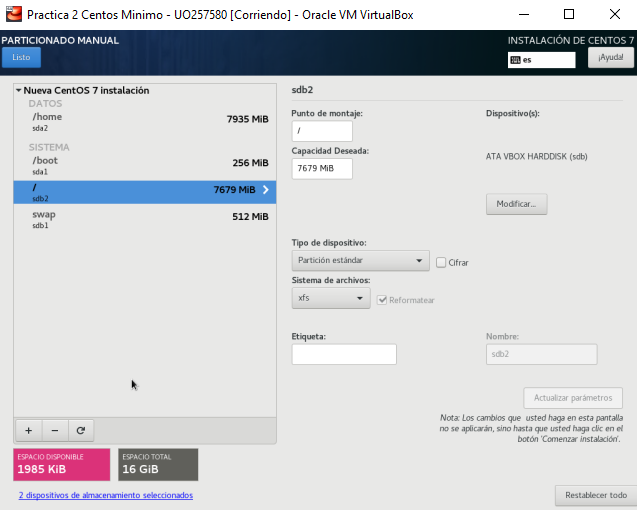 Practica 2 Centos Minimo - UO257580 [Corriendo] - Oracle VM VirtualBox
PARTICIONADO MANUAL
INSTALACIÓN DE CENTOS 7
Listo
es
¡Ayuda!
Nueva CentOS 7 instalación
DATOS
/home
7935 MiB
sda2
SISTEMA
/boot
256 MiB
sda1
/
7679 MiB
sdb2
swap
512 MiB
sdb1
+ −
ESPACIO DISPONIBLE
1985 KiB
ESPACIO TOTAL
16 GiB
2 dispositivos de almacenamiento seleccionados
sdb2
Punto de montaje:
/
Capacidad Deseada:
7679 MiB
Dispositivo(s):
ATA VBOX HARDDISK (sdb)
Modificar...
Tipo de dispositivo:
Partición estándar
Cifrar
Sistema de archivos:
xfs
Reformatear
Etiqueta:
Nombre:
sdb2
Actualizar parámetros
Nota: Los cambios que usted haga en esta pantalla
no se aplicarán, sino hasta que usted haga clic en el
botón 'Comenzar instalación'.
Restablecer todo